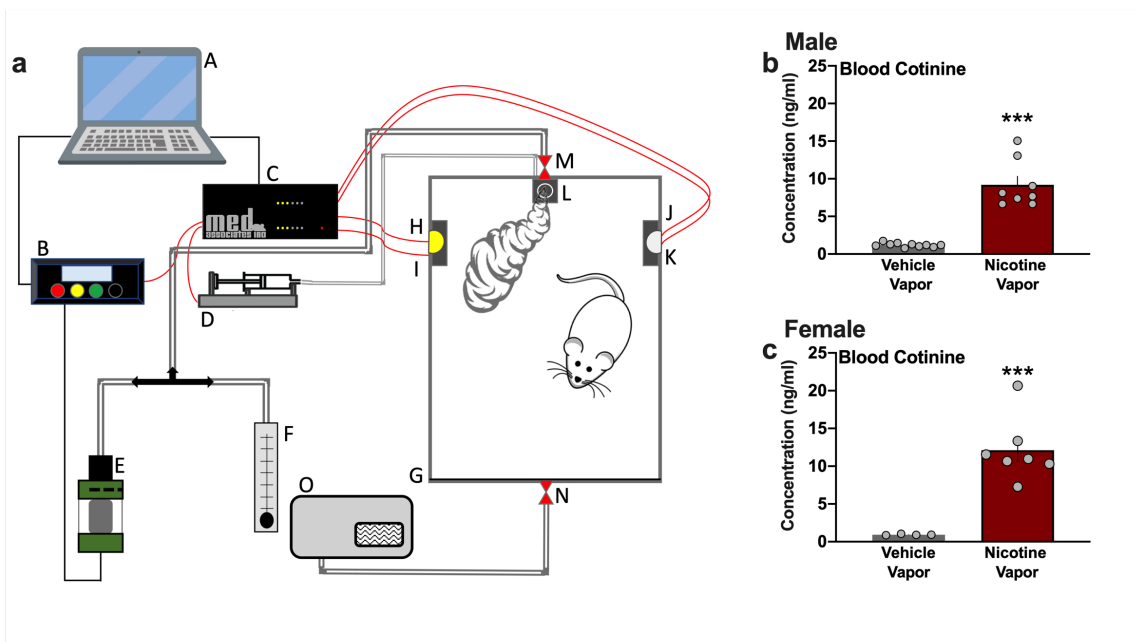 a
A
B
C
med
associates inc
D
E
F
G
H
I
J
K
L
M
N
O
Male
b
Blood Cotinine
Concentration (ng/ml)
25
20
15
10
5
0
***
Vehicle
Vapor
Nicotine
Vapor
Female
c
Blood Cotinine
Concentration (ng/ml)
25
20
15
10
5
0
***
Vehicle
Vapor
Nicotine
Vapor